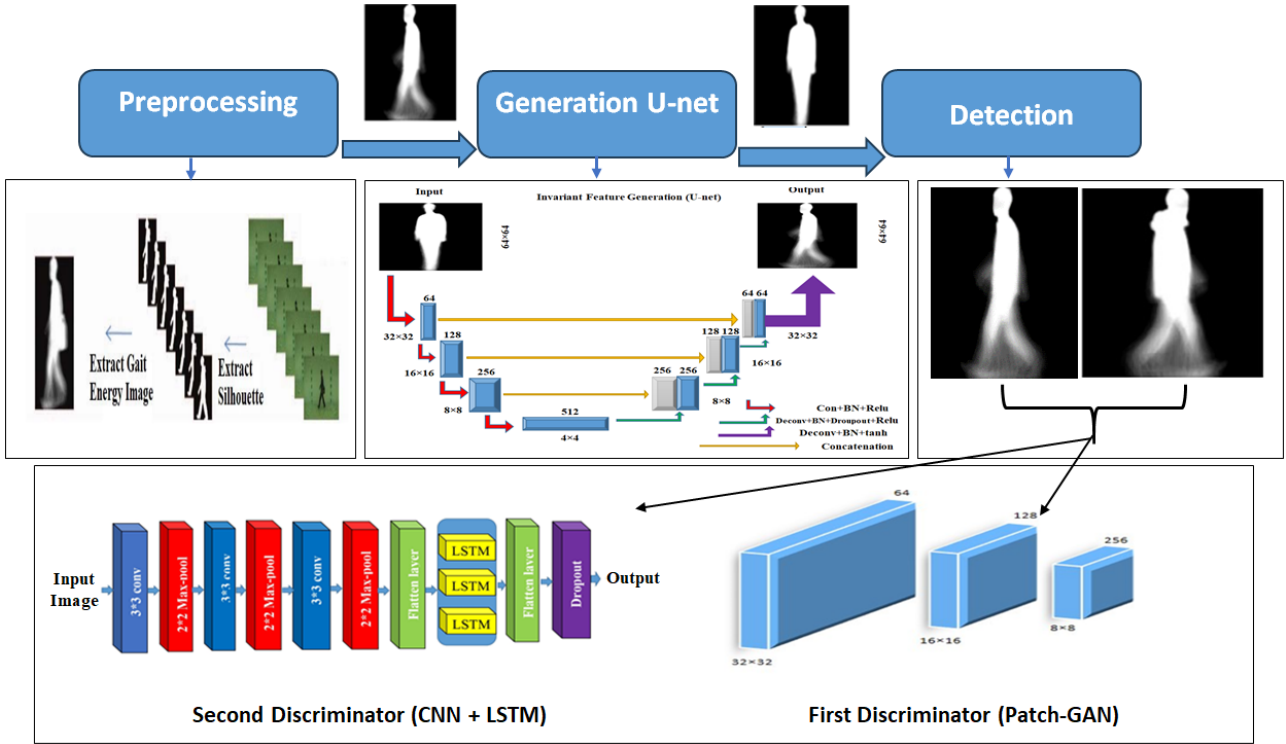 Preprocessing
Generation U-net
Detection
Extract Gait
Energy Image
Extract
Silhouette
Input
Invariant Feature Generation (U-net)
Output
64×64
64×64
64
64 64
32×32
128
128 128
32×32
16×16
256
256 256
16×16
8×8
512
8×8
4×4
Con+BN+Relu
Deconv+BN+Droupout+Relu
Deconv+BN+tanh
Concatenation
Input
Image
3*3 conv
2*2 Max-pool
3*3 conv
2*2 Max-pool
3*3 conv
2*2 Max-pool
Flatten layer
LSTM
LSTM
LSTM
Flatten layer
Dropout
Output
64
32×32
128
16×16
256
8×8
Second Discriminator (CNN + LSTM)
First Discriminator (Patch-GAN)